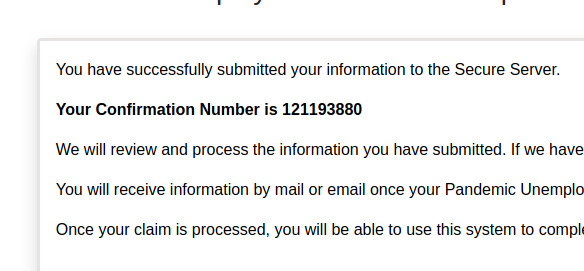 You have successfully submitted your information to the Secure Server.
Your Confirmation Number is 121193880
We will review and process the information you have submitted. If we have
You will receive information by mail or email once your Pandemic Unemplo
Once your claim is processed, you will be able to use this system to comple